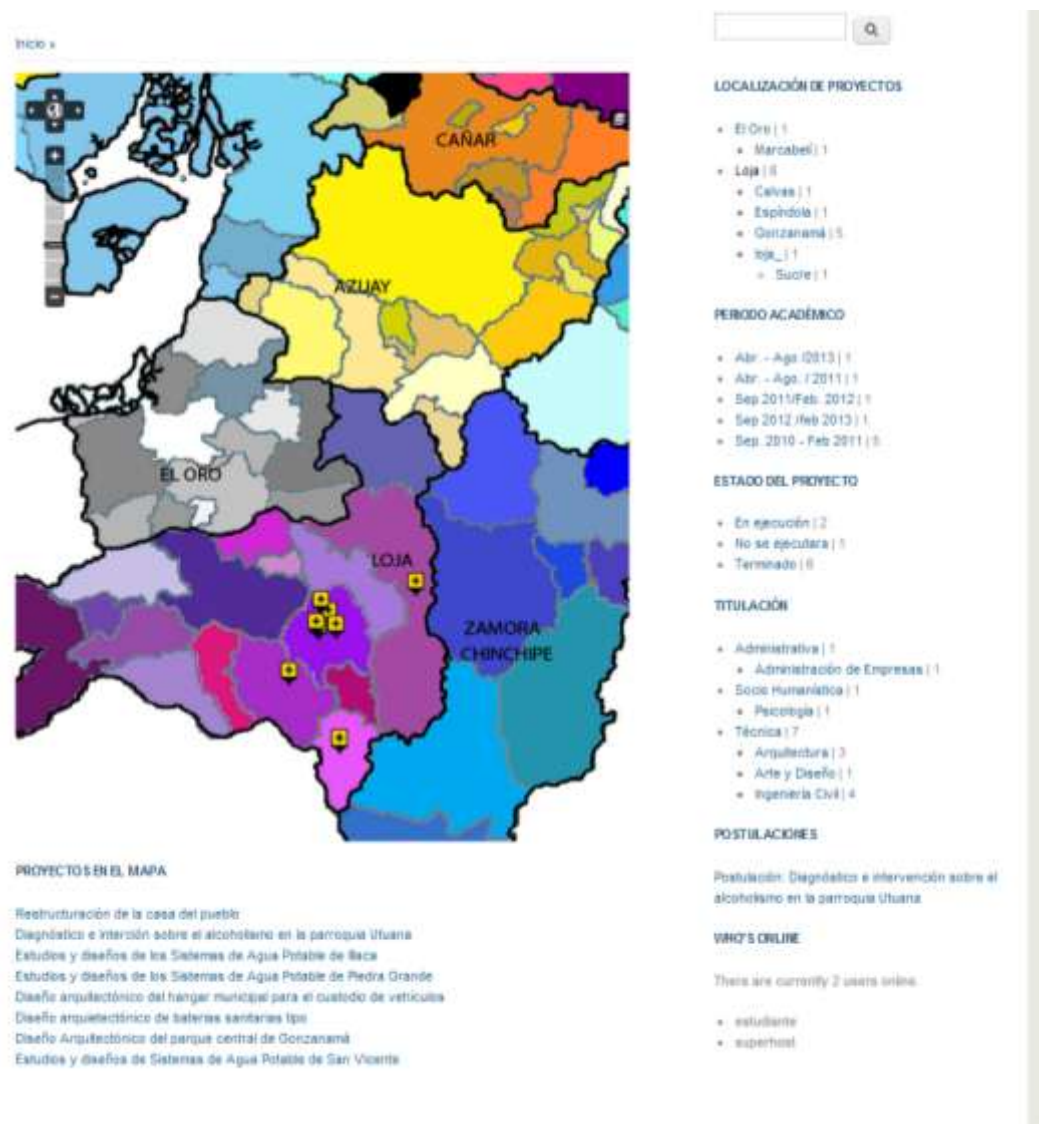 Inicio »
CAÑAR
AZUAY
EL ORO
LOJA
ZAMORA
CHINCHIPE
PROYECTOS EN EL MAPA
Restructuración de la casa del pueblo
Diagnóstico e interción sobre el alcoholismo en la parroquia Utuana
Estudios y diseños de los Sistemas de Agua Potable de Ilaca
Estudios y diseños de los Sistemas de Agua Potable de Piedra Grande
Diseño arquitectónico del hangar municipal para el custodio de vehículos
Diseño arquietectónico de baterias sanitarias tipo
Diseño Arquitectónico del parque central de Gonzanamá
Estudios y diseños de Sistemas de Agua Potable de San Vicente
LOCALIZACIÓN DE PROYECTOS
El Oro | 1
Marcabelí | 1
Loja | 8
Calvas | 1
Espíndola | 1
Gonzanamá | 5
loja_ | 1
Sucre | 1
PERIODO ACADÉMICO
Abr. - Ago /2013 | 1
Abr. - Ago. / 2011 | 1
Sep 2011/Feb. 2012 | 1
Sep 2012 /feb 2013 | 1
Sep. 2010 - Feb 2011 | 5
ESTADO DEL PROYECTO
En ejecución | 2
No se ejecutara | 1
Terminado | 6
TITULACIÓN
Administrativa | 1
Administración de Empresas | 1
Socio Humanística | 1
Psicología | 1
Técnica | 7
Arquitectura | 3
Arte y Diseño | 1
Ingeniería Civil | 4
POSTULACIONES
Postulación: Diagnóstico e intervención sobre el
alcoholismo en la parroquia Utuana
WHO'S ONLINE
There are currently 2 users online.
estudiante
superhost